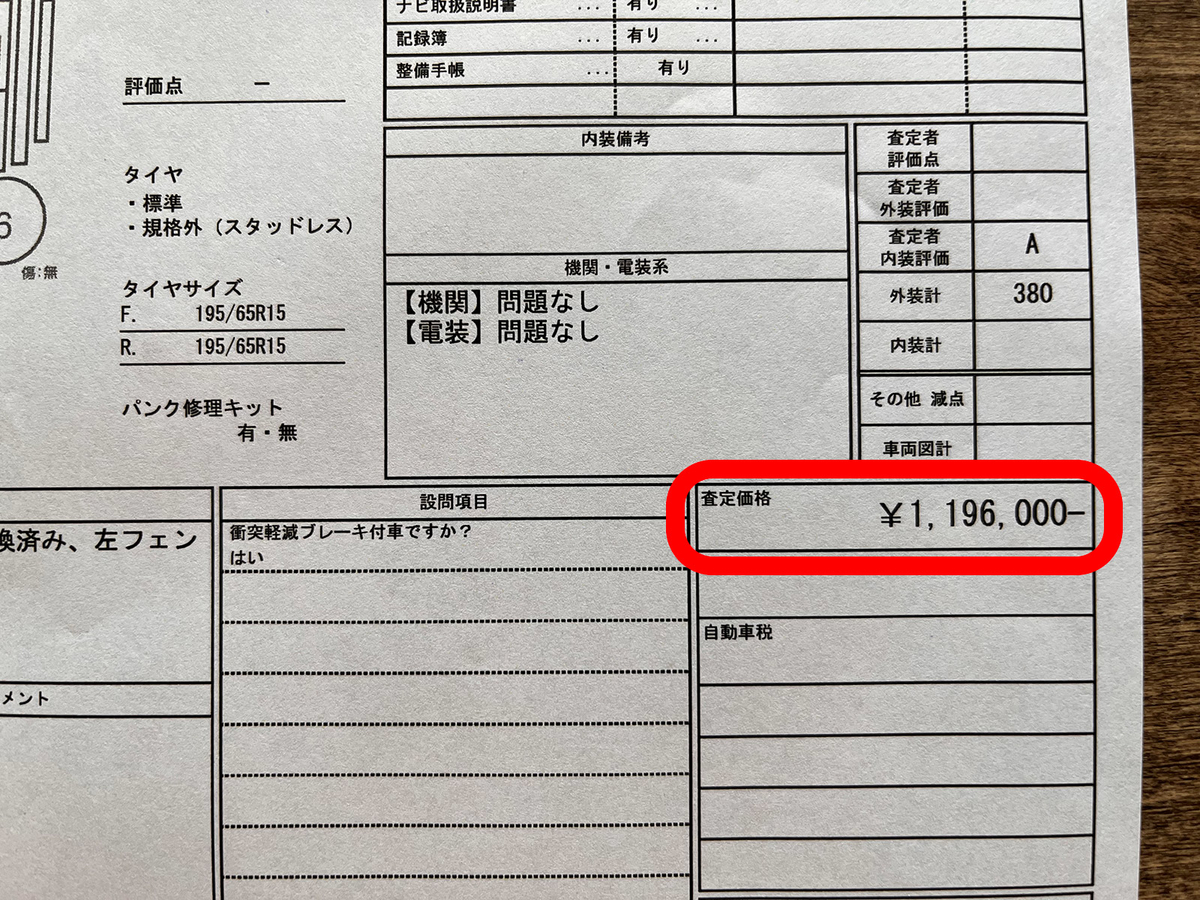 ナビ取扱説明書 ... 有り ...
記録簿 ... 有り ...
整備手帳 ... 有り
評価点 −
タイヤ
・標準
・規格外（スタッドレス）
6
傷:無
タイヤサイズ
F. 195/65R15
R. 195/65R15
パンク修理キット
有・無
内装備考
機関・電装系
【機関】問題なし
【電装】問題なし
査定者
評価点
査定者
外装評価
査定者
内装評価 A
外装計 380
内装計
その他 減点
車両図計
換済み、左フェン
メント
設問項目
衝突軽減ブレーキ付車ですか？
はい
査定価格 ￥1,196,000−
自動車税